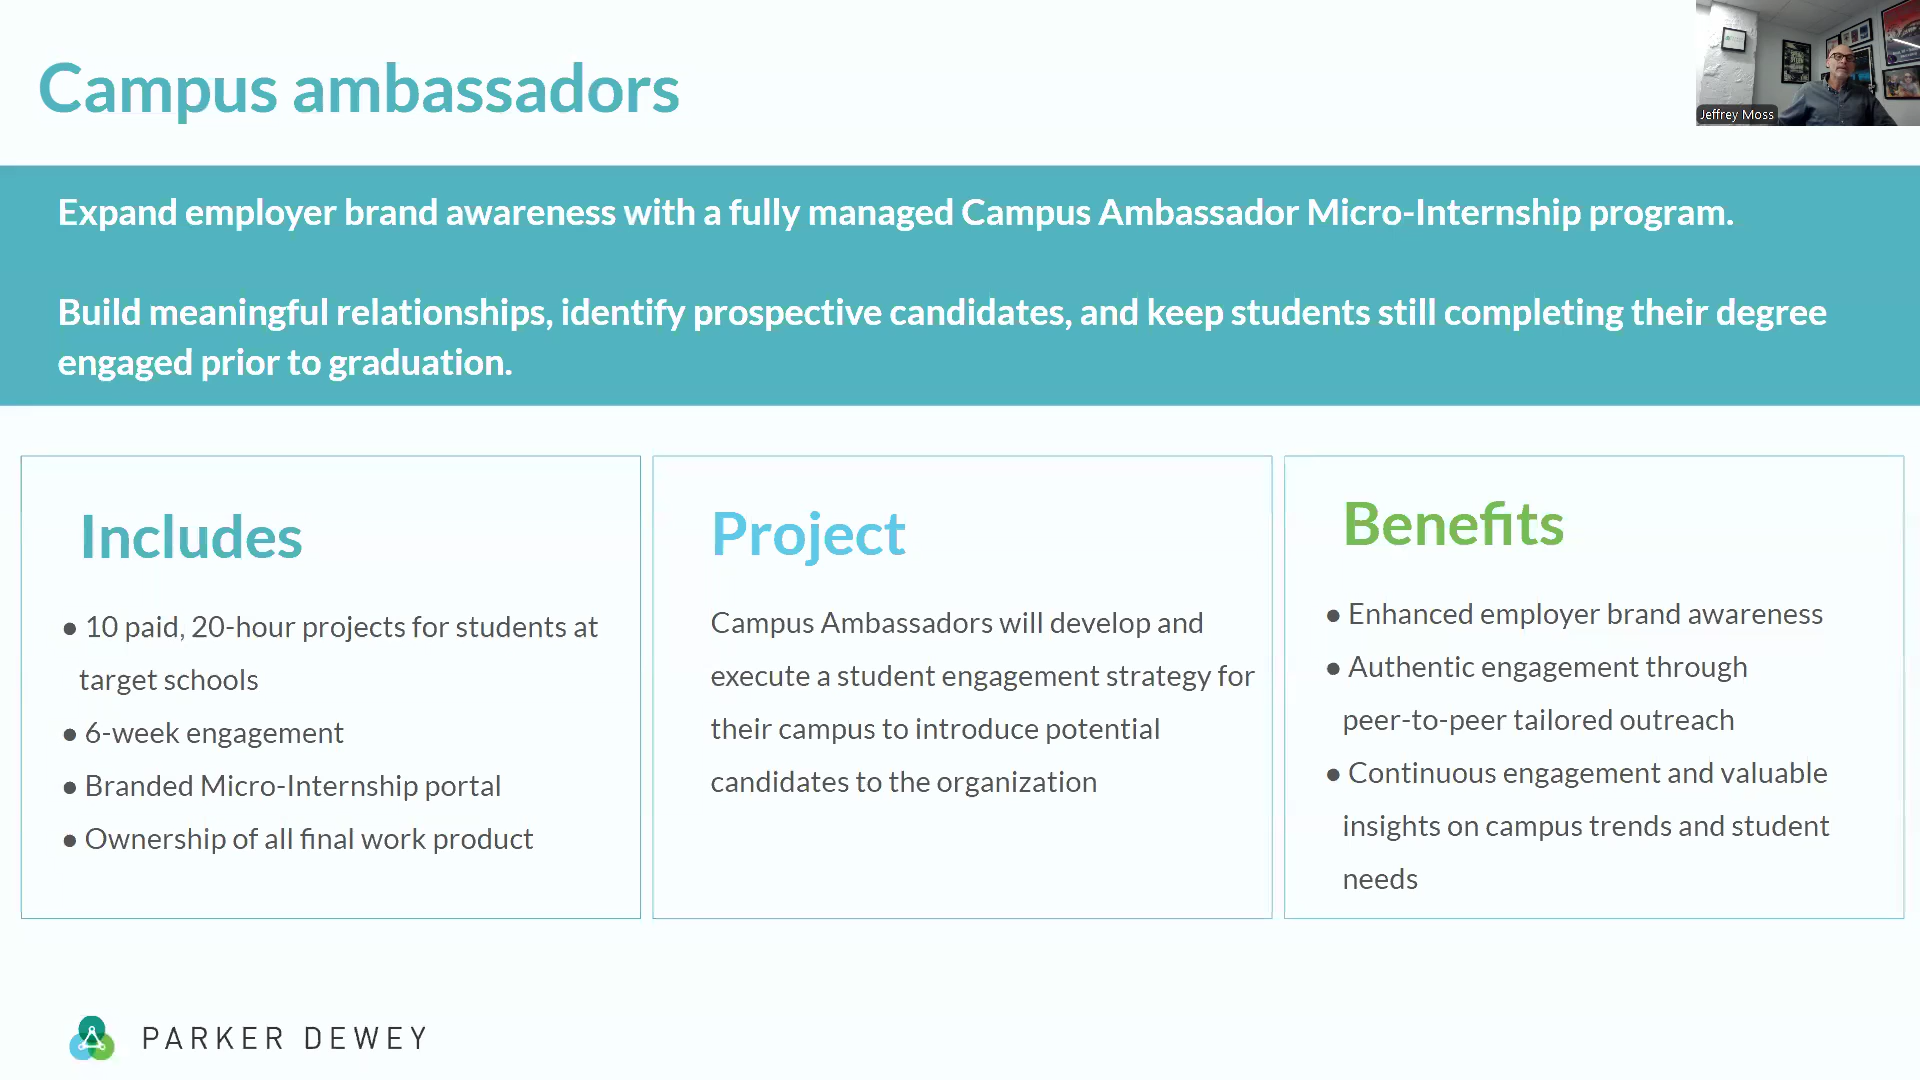 Campus ambassadors
Jeffrey Moss
Expand employer brand awareness with a fully managed Campus Ambassador Micro-Internship program.
Build meaningful relationships, identify prospective candidates, and keep students still completing their degree
engaged prior to graduation.
Includes
● 10 paid, 20-hour projects for students at
target schools
● 6-week engagement
● Branded Micro-Internship portal
● Ownership of all final work product
Project
Campus Ambassadors will develop and
execute a student engagement strategy for
their campus to introduce potential
candidates to the organization
Benefits
● Enhanced employer brand awareness
● Authentic engagement through
peer-to-peer tailored outreach
● Continuous engagement and valuable
insights on campus trends and student
needs
PARKER DEWEY